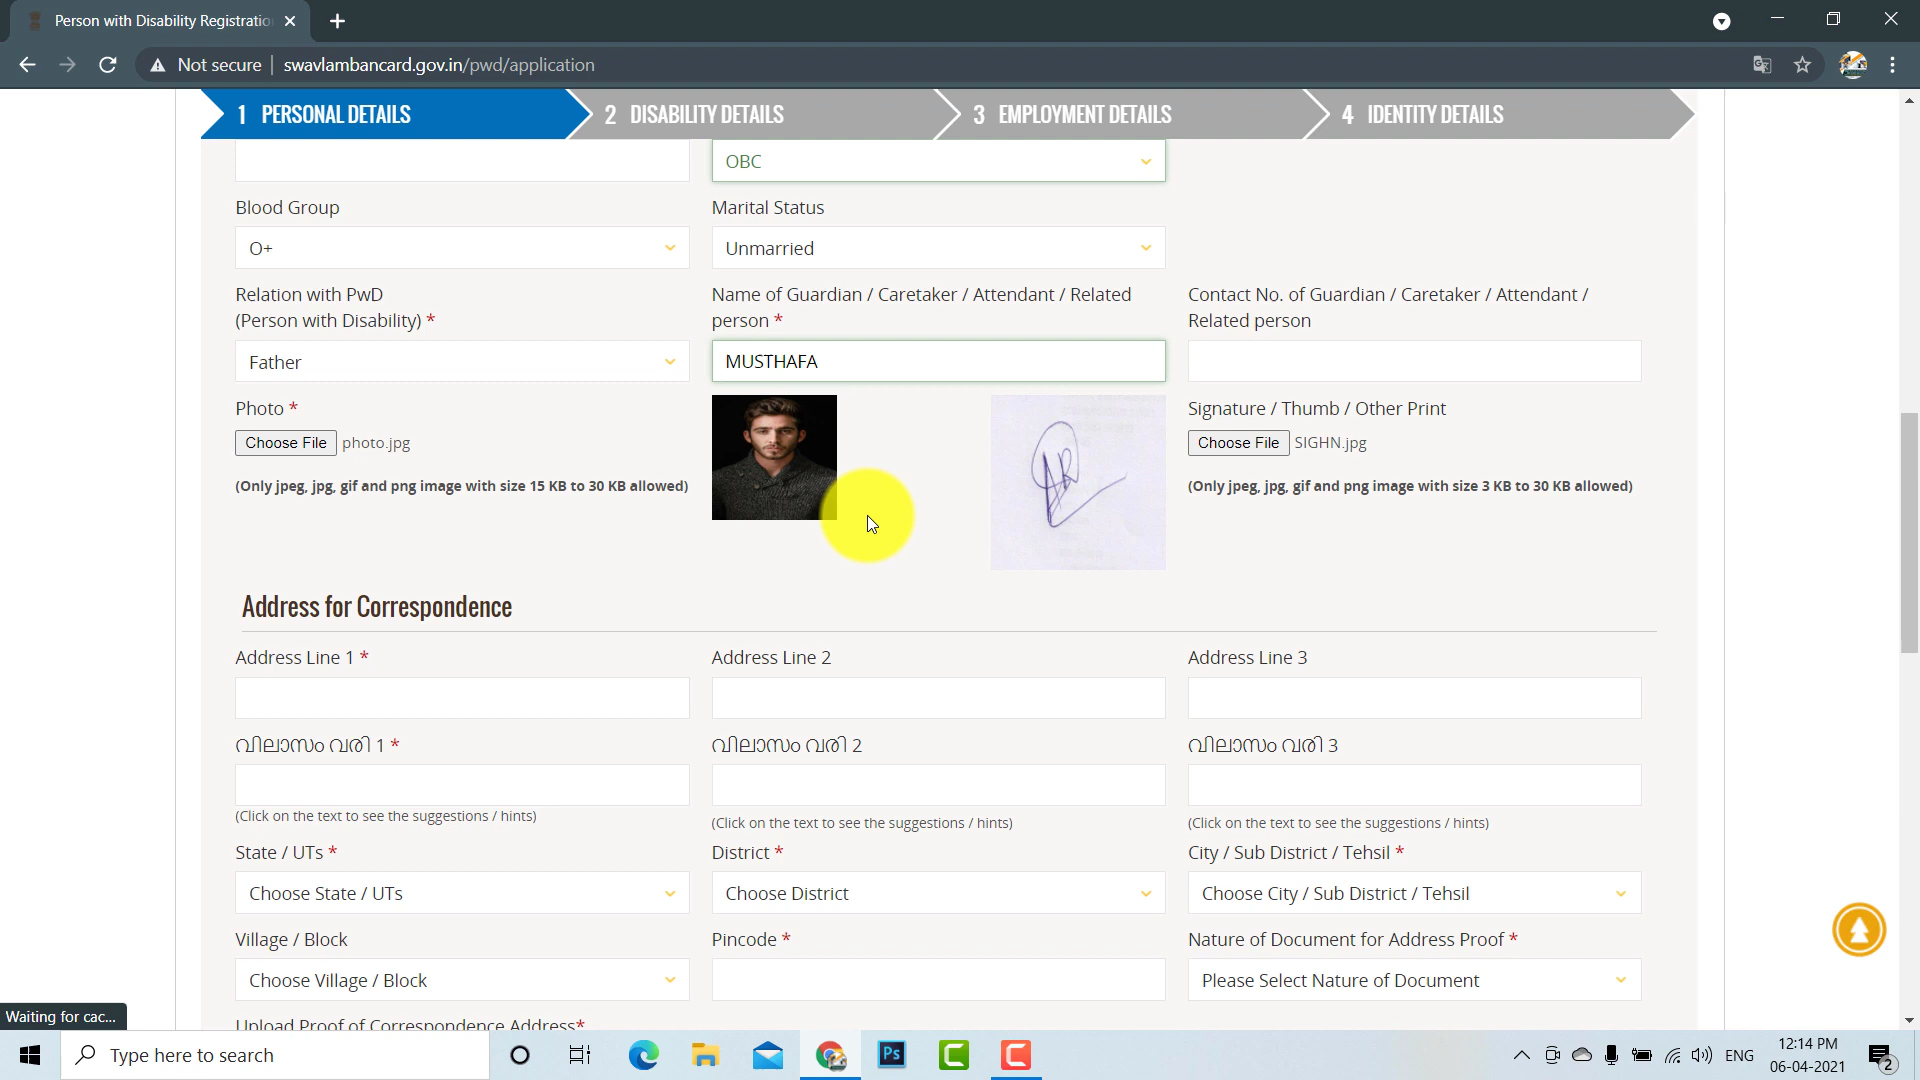 Person with Disability Registratio
Not secure swavlambancard.gov.in/pwd/application
1 PERSONAL DETAILS 2 DISABILITY DETAILS 3 EMPLOYMENT DETAILS 4 IDENTITY DETAILS
OBC
Blood Group Marital Status
O+ Unmarried
Relation with PwD
(Person with Disability) *
Name of Guardian / Caretaker / Attendant / Related
person *
Contact No. of Guardian / Caretaker / Attendant /
Related person
Father MUSTHAFA
Photo * Signature / Thumb / Other Print
Choose File photo.jpg Choose File SIGHN.jpg
(Only jpeg, jpg, gif and png image with size 15 KB to 30 KB allowed) (Only jpeg, jpg, gif and png image with size 3 KB to 30 KB allowed)
Address for Correspondence
Address Line 1 * Address Line 2 Address Line 3
വിലാസം വരി 1 * വിലാസം വരി 2 വിലാസം വരി 3
(Click on the text to see the suggestions / hints) (Click on the text to see the suggestions / hints) (Click on the text to see the suggestions / hints)
State / UTs * District * City / Sub District / Tehsil *
Choose State / UTs Choose District Choose City / Sub District / Tehsil
Village / Block Pincode * Nature of Document for Address Proof *
Choose Village / Block Please Select Nature of Document
Waiting for cac...
Upload Proof of Correspondence Address*
Type here to search Ps ENG 12:14 PM
06-04-2021 2